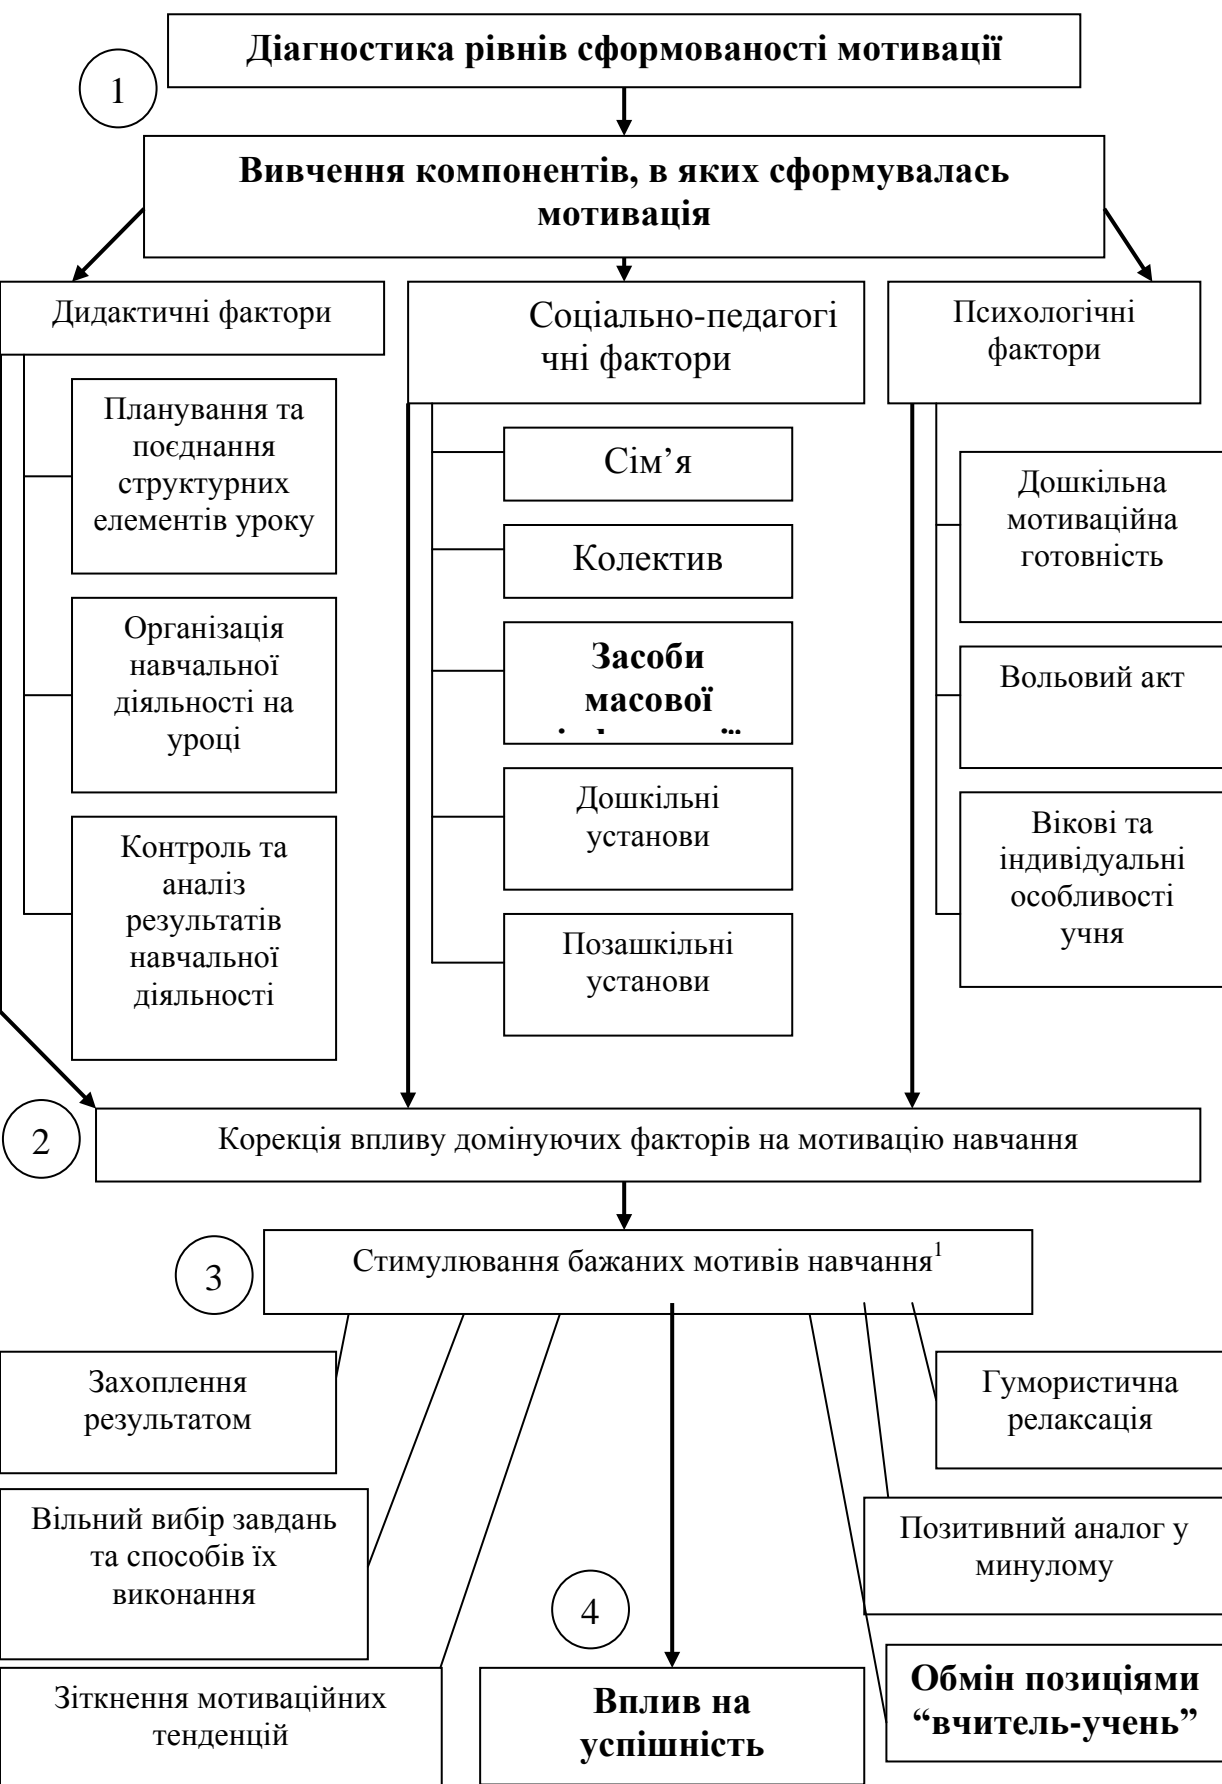 Діагностика рівнів сформованості мотивації
1
Вивчення компонентів, в яких сформувалась
мотивація
Дидактичні фактори
Соціально-педагогі
чні фактори
Психологічні
фактори
Планування та
поєднання
структурних
елементів уроку
Організація
навчальної
діяльності на
уроці
Контроль та
аналіз
результатів
навчальної
діяльності
Сім’я
Колектив
Засоби
масової
Дошкільні
установи
Позашкільні
установи
Дошкільна
мотиваційна
готовність
Вольовий акт
Вікові та
індивідуальні
особливості
учня
2
Корекція впливу домінуючих факторів на мотивацію навчання
3
Стимулювання бажаних мотивів навчання¹
Захоплення
результатом
Вільний вибір завдань
та способів їх
виконання
Зіткнення мотиваційних
тенденцій
4
Вплив на
успішність
Гумористична
релаксація
Позитивний аналог у
минулому
Обмін позиціями
“вчитель-учень”